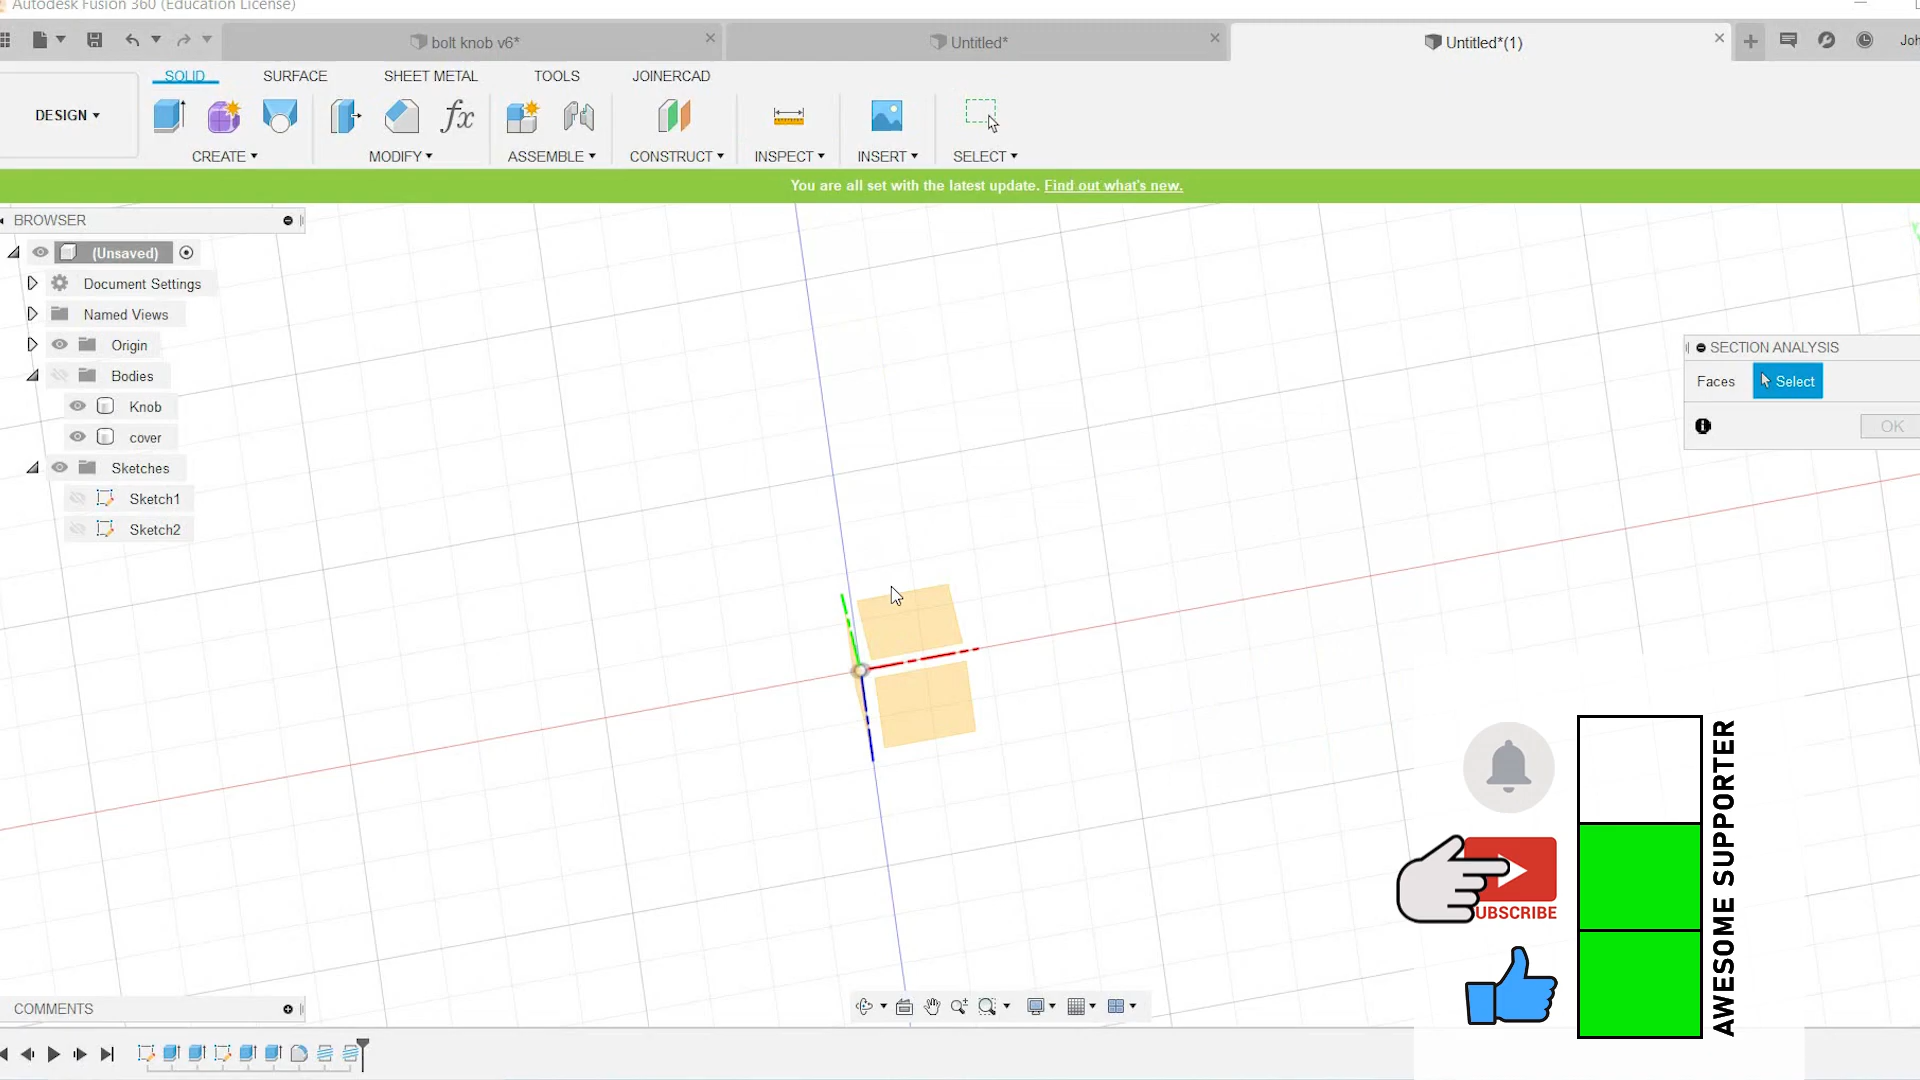 Autodesk Fusion 360 (Education License)
bolt knob v6*
Untitled*
Untitled*(1)
Joh
SOLID
SURFACE
SHEET METAL
TOOLS
JOINERCAD
DESIGN
CREATE
MODIFY
ASSEMBLE
CONSTRUCT
INSPECT
INSERT
SELECT
You are all set with the latest update. Find out what's new.
BROWSER
(Unsaved)
Document Settings
Named Views
Origin
Bodies
Knob
cover
Sketches
Sketch1
Sketch2
SECTION ANALYSIS
Faces
Select
OK
UBSCRIBE
AWESOME SUPPORTER
COMMENTS